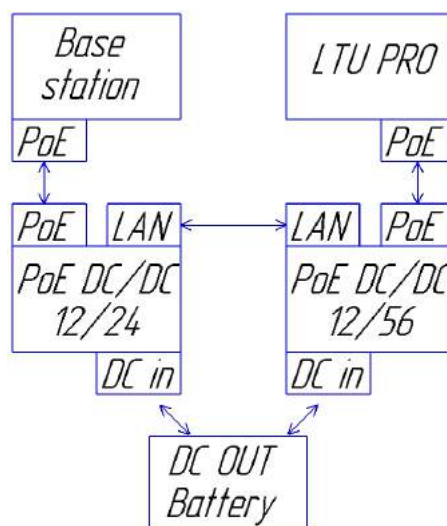 Base
station
LTU PRO
PoE
PoE
PoE
LAN
LAN
PoE
PoE DC/DC
12/24
PoE DC/DC
12/56
DC in
DC in
DC OUT
Battery